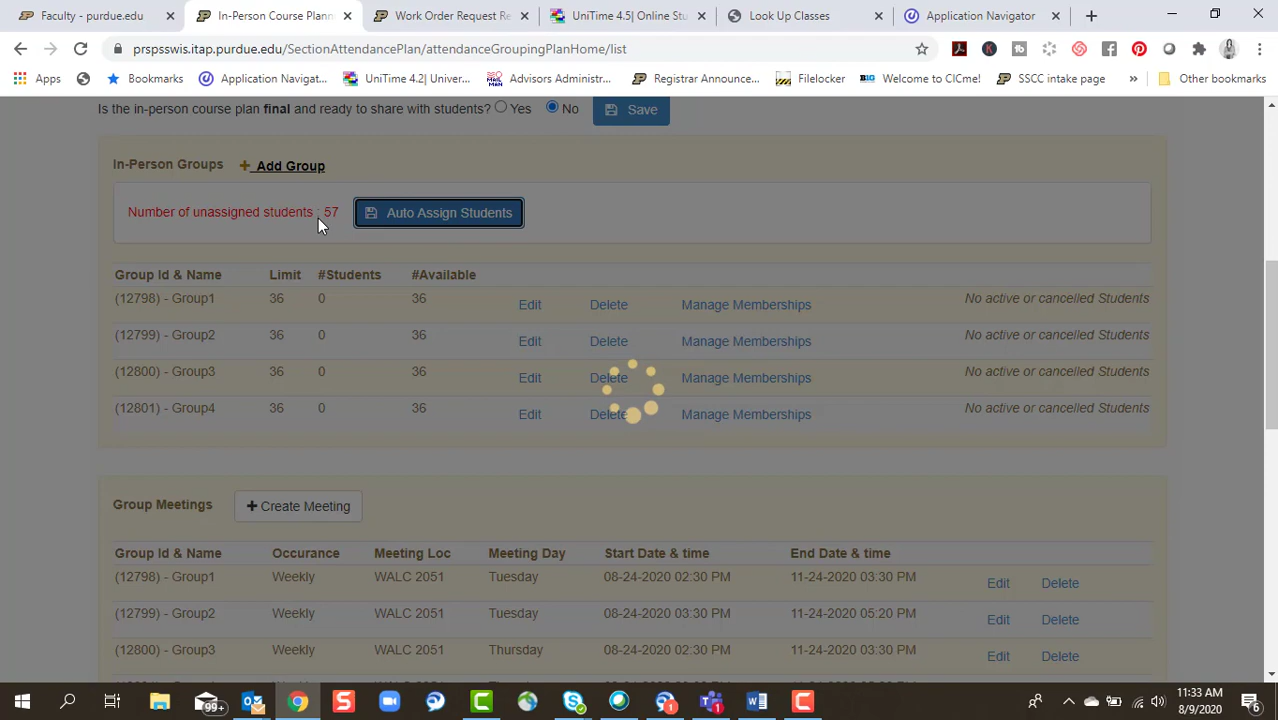 Faculty - purdue.edu
In-Person Course Plann
Work Order Request Re
UniTime 4.5| Online Stu
Look Up Classes
Application Navigator
prspsswis.itap.purdue.edu/SectionAttendancePlan/attendanceGroupingPlanHome/list
Apps Bookmarks Application Navigat... UniTime 4.2| Univer... Advisors Administr... Registrar Announce... Filelocker Welcome to CICme! SSCC intake page » Other bookmarks
Is the in-person course plan final and ready to share with students? Yes No Save
In-Person Groups + Add Group
Number of unassigned students : 57 Auto Assign Students
Group Id & Name Limit #Students #Available
(12798) - Group1 36 0 36 Edit Delete Manage Memberships No active or cancelled Students
(12799) - Group2 36 0 36 Edit Delete Manage Memberships No active or cancelled Students
(12800) - Group3 36 0 36 Edit Delete Manage Memberships No active or cancelled Students
(12801) - Group4 36 0 36 Edit Delete Manage Memberships No active or cancelled Students
Group Meetings + Create Meeting
Group Id & Name Occurance Meeting Loc Meeting Day Start Date & time End Date & time
(12798) - Group1 Weekly WALC 2051 Tuesday 08-24-2020 02:30 PM 11-24-2020 03:30 PM Edit Delete
(12799) - Group2 Weekly WALC 2051 Tuesday 08-24-2020 03:30 PM 11-24-2020 05:20 PM Edit Delete
(12800) - Group3 Weekly WALC 2051 Thursday 08-24-2020 02:30 PM 11-24-2020 03:30 PM Edit Delete
99+
11:33 AM
8/9/2020
6